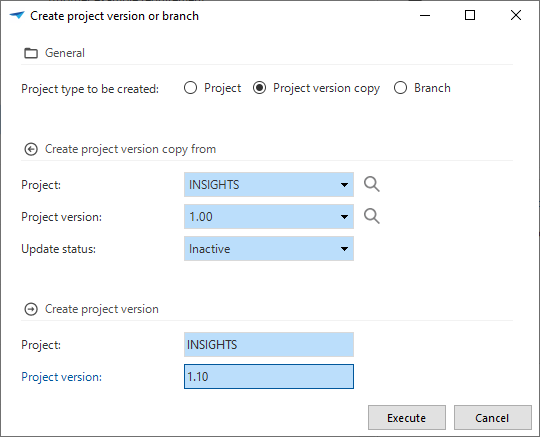 Create project version or branch
General
Project type to be created: Project Project version copy Branch
Create project version copy from
Project: INSIGHTS
Project version: 1.00
Update status: Inactive
Create project version
Project: INSIGHTS
Project version: 1.10
Execute Cancel